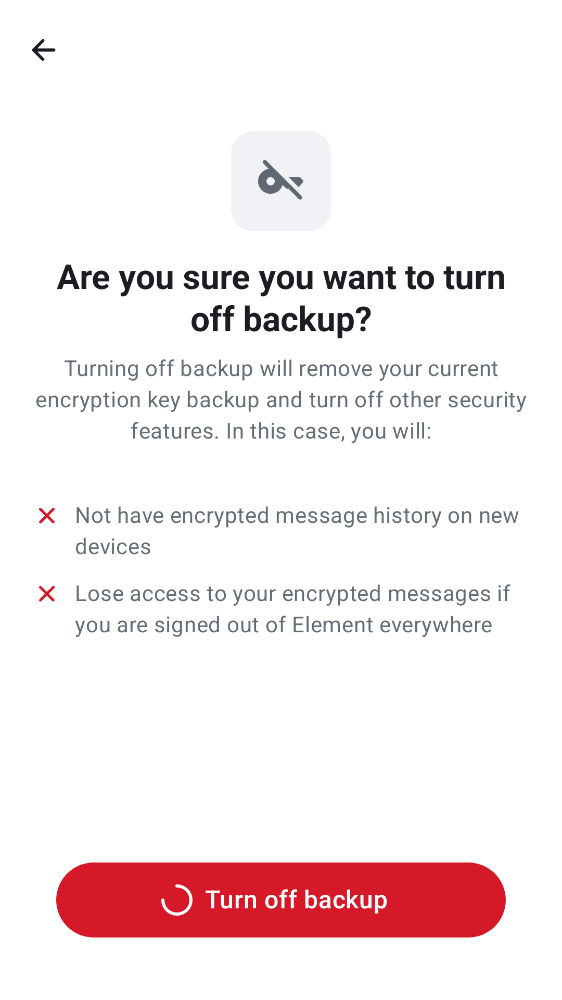 Are you sure you want to turn
off backup?
Turning off backup will remove your current
encryption key backup and turn off other security
features. In this case, you will:
Not have encrypted message history on new
devices
Lose access to your encrypted messages if
you are signed out of Element everywhere
Turn off backup